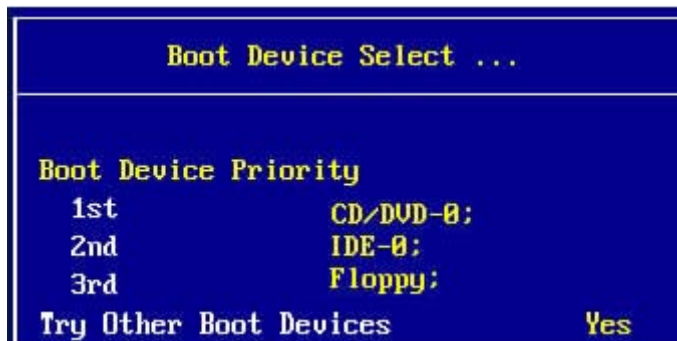 Boot Device Select ...
Boot Device Priority
1st CD/DVD-0;
2nd IDE-0;
3rd Floppy;
Try Other Boot Devices Yes